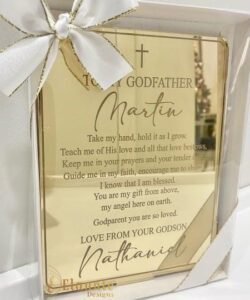 TO MY GODFATHER
Martin
Take my hand, hold it as I grow,
Teach me of His love and all that love bestows,
Keep me in your prayers and your tender
Guide me in my faith, encourage me to
I know that I am blessed.
You are my gift from above,
my angel here on earth.
Godparent you are so loved.
LOVE FROM YOUR GODSON
Nathaniel
Designs